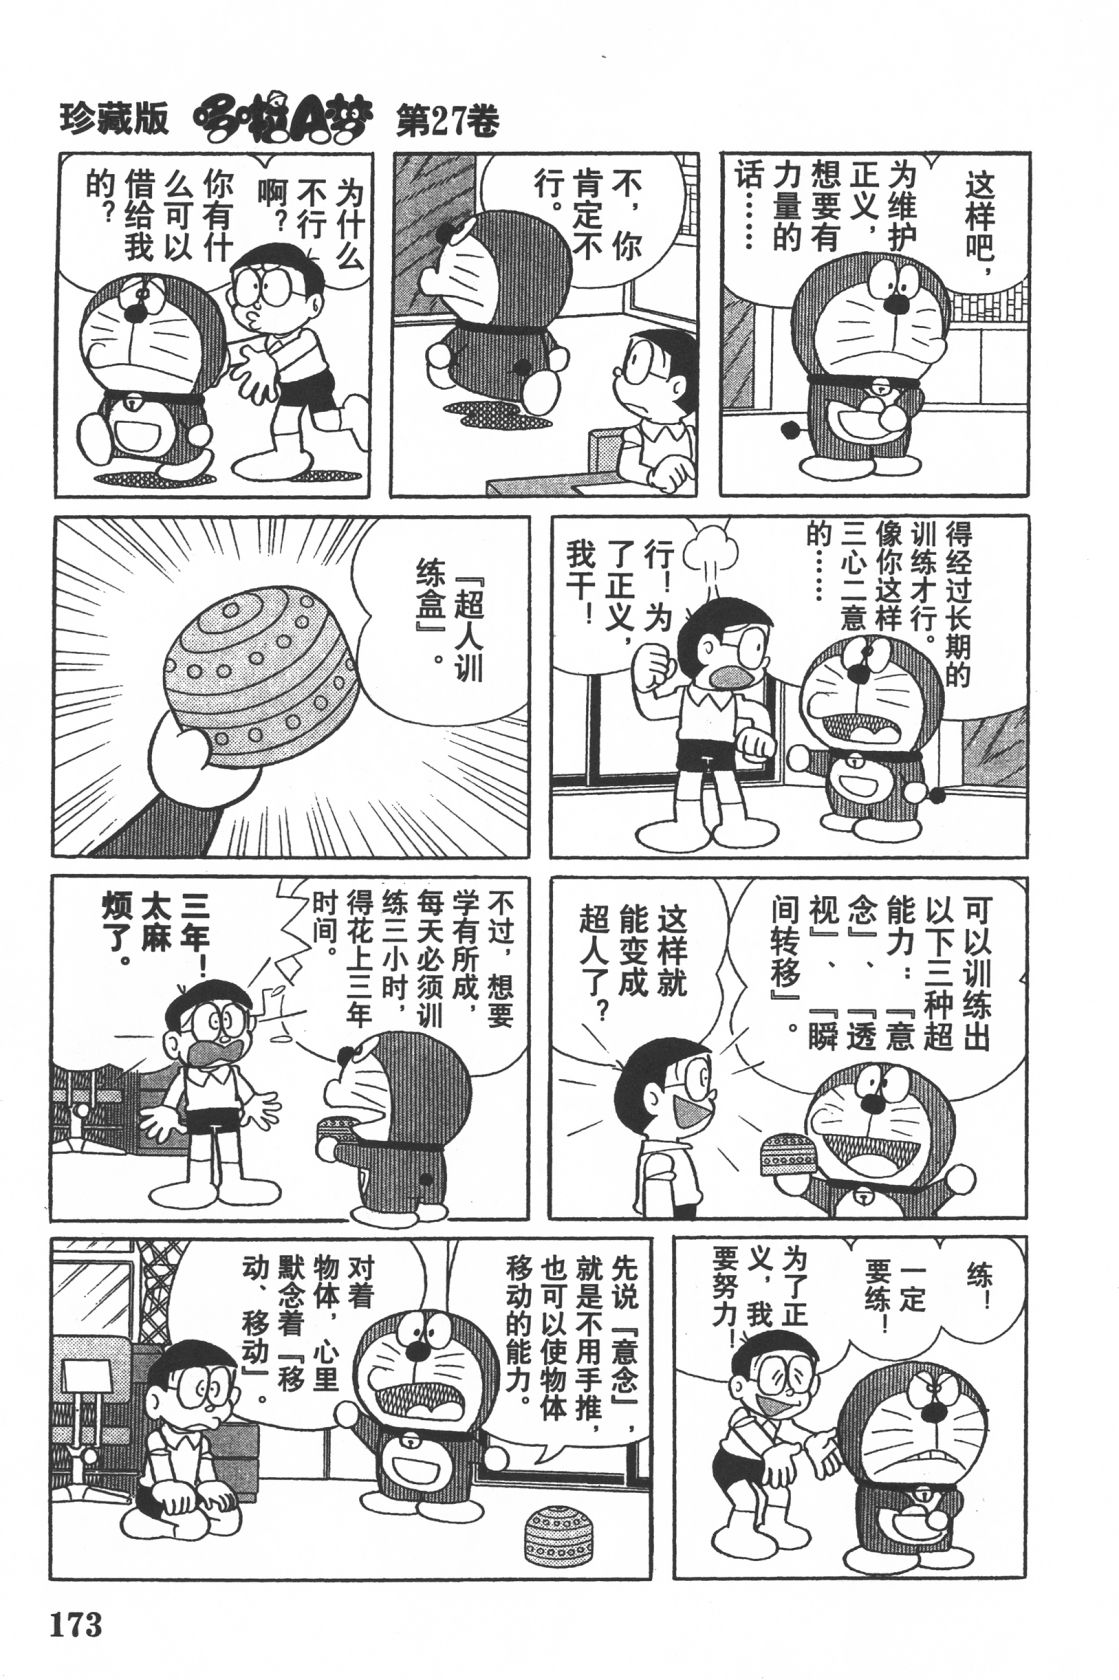 珍藏版 哆啦A梦 第27卷
这样吧，
为维护
正义，
想要有
力量的
话……
不，你
肯定不
行。
为什么
不行
啊？
你有什
么可以
借给我
的？
得经过长期的
训练才行。
像你这样
三心二意
的……
行！为
了正义，
我干！
『超人训
练盒』。
可以训练出
以下三种超
能力：『意
念』、『透
视』、『瞬
间转移』。
这样就
能变成
超人了？
不过，想要
学有所成，
每天必须训
练三小时，
得花上三年
时间。
三年！
太麻
烦了。
练！
一定
要练！
为了正
义，我
要努力！
先说『意念』，
就是不用手推，
也可以使物体
移动的能力。
对着
物体，心里
默念着『移
动、移动』。
173